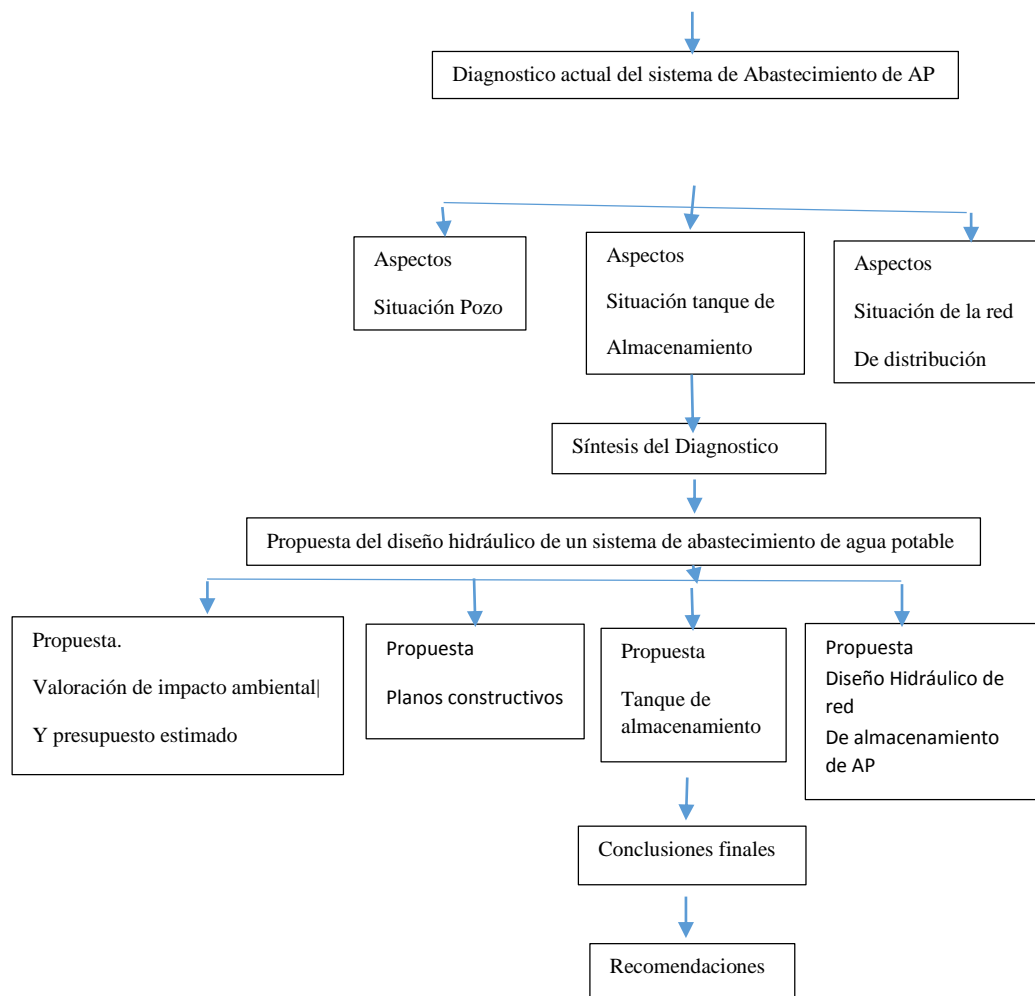 Diagnostico actual del sistema de Abastecimiento de AP
Aspectos
Situación Pozo
Aspectos
Situación tanque de
Almacenamiento
Aspectos
Situación de la red
De distribución
Síntesis del Diagnostico
Propuesta del diseño hidráulico de un sistema de abastecimiento de agua potable
Propuesta.
Valoración de impacto ambiental|
Y presupuesto estimado
Propuesta
Planos constructivos
Propuesta
Tanque de
almacenamiento
Propuesta
Diseño Hidráulico de
red
De almacenamiento
de AP
Conclusiones finales
Recomendaciones